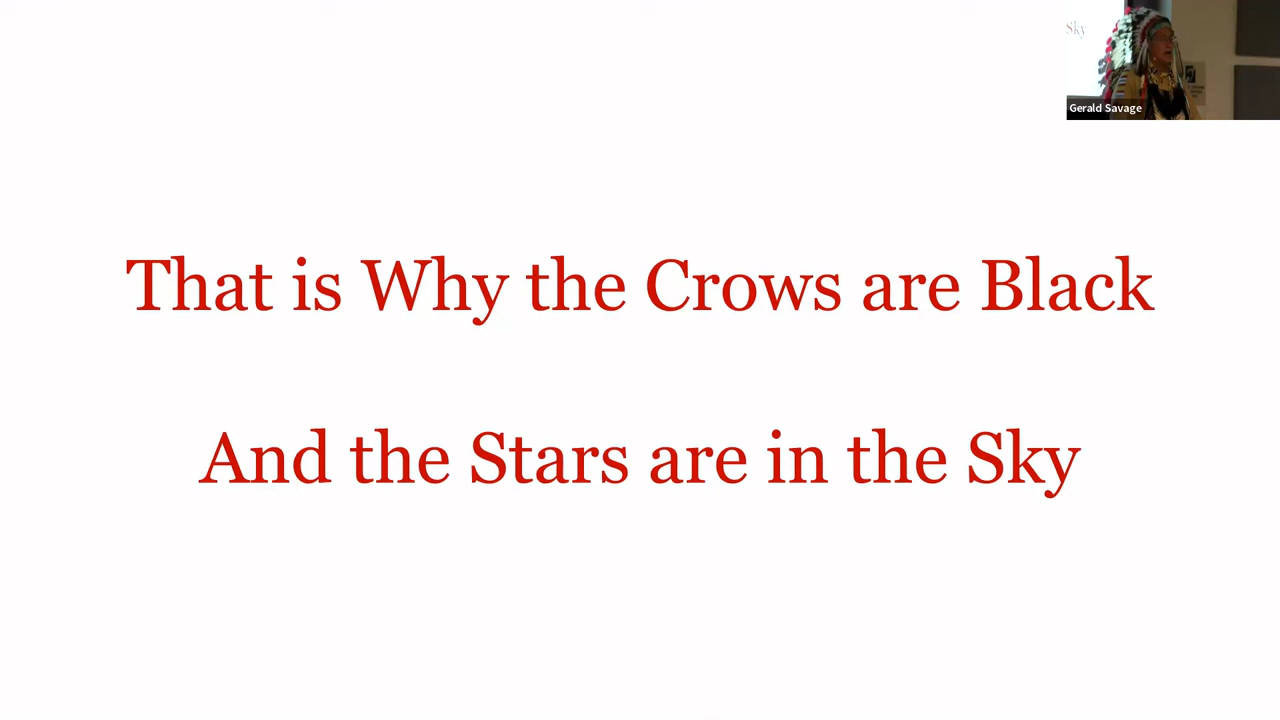 Sky
Gerald Savage
That is Why the Crows are Black
And the Stars are in the Sky